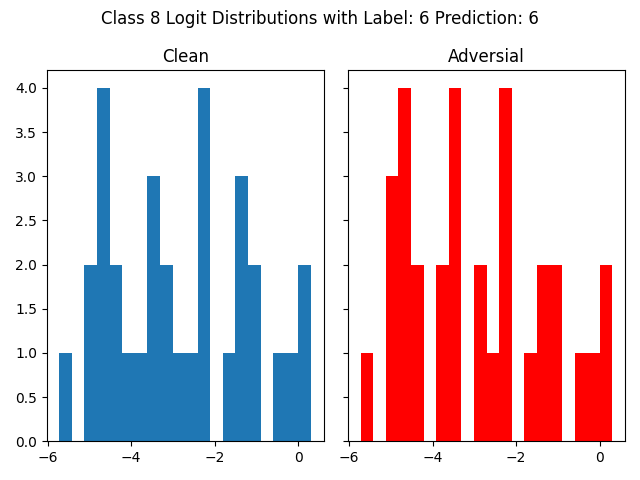 Class 8 Logit Distributions with Label: 6 Prediction: 6
Clean
Adversial
4.0
3.5
3.0
2.5
2.0
1.5
1.0
0.5
0.0
−6 −4 −2 0
−6 −4 −2 0